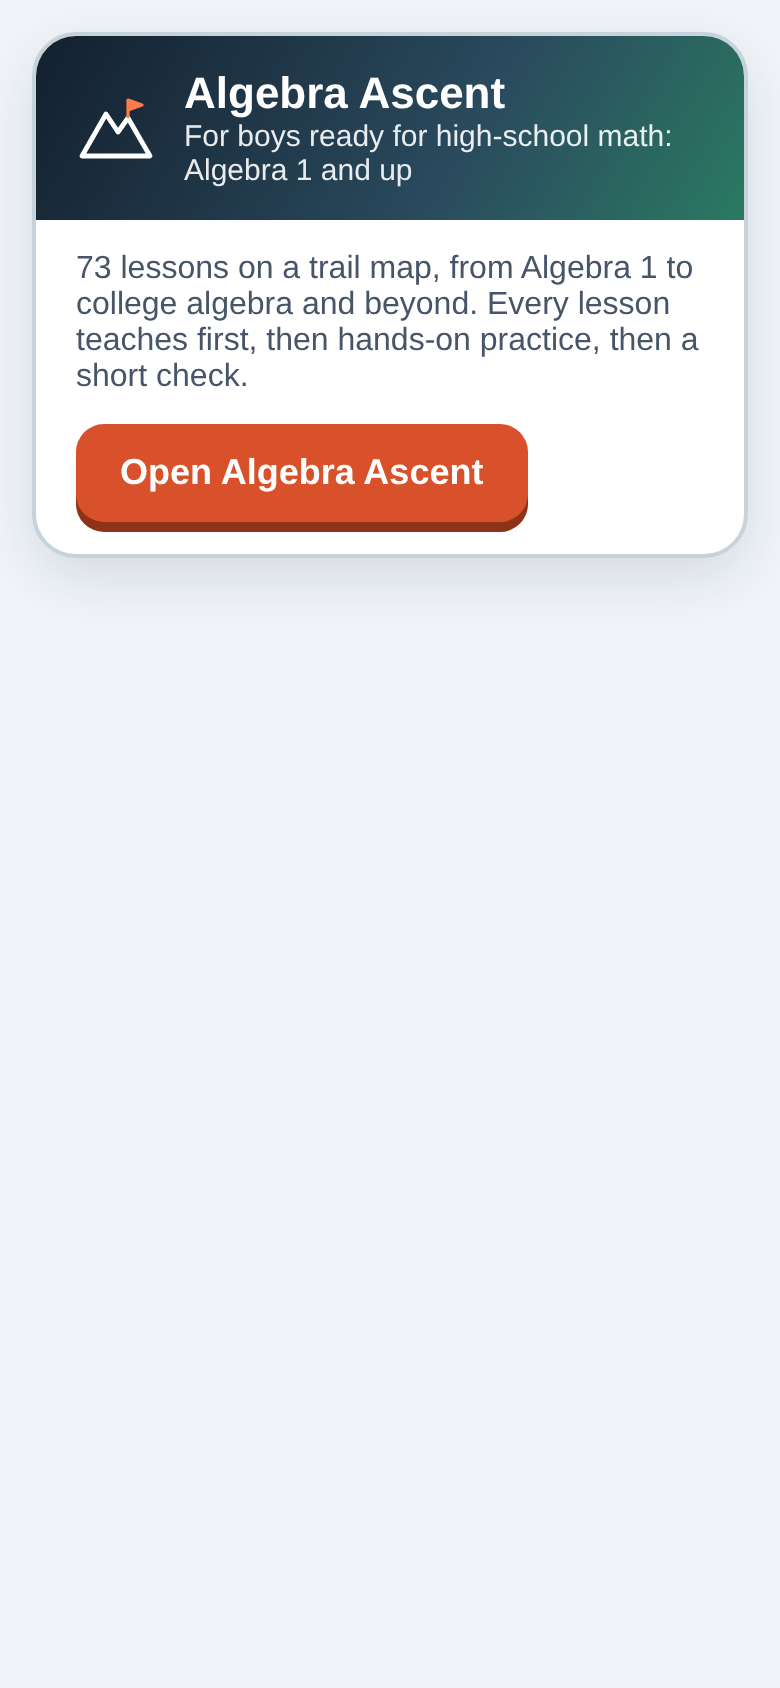 Algebra Ascent
For boys ready for high-school math:
Algebra 1 and up
73 lessons on a trail map, from Algebra 1 to
college algebra and beyond. Every lesson
teaches first, then hands-on practice, then a
short check.
Open Algebra Ascent